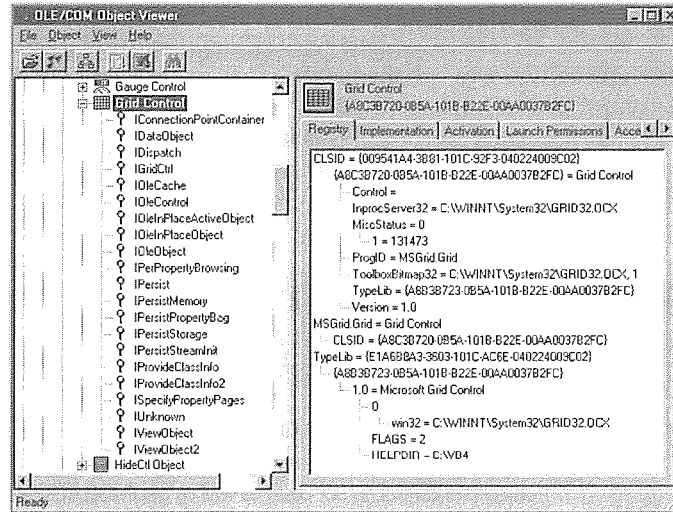 OLE/COM Object Viewer
File Object View Help
Gauge Control
Grid Control
IConnectionPointContainer
IDataObject
IDispatch
IGridCtrl
IOleCache
IOleControl
IOleInPlaceActiveObject
IOleInPlaceObject
IOleObject
IPerPropertyBrowsing
IPersist
IPersistMemory
IPersistPropertyBag
IPersistStorage
IPersistStreamInit
IProvideClassInfo
IProvideClassInfo2
ISpecifyPropertyPages
IUnknown
IViewObject
IViewObject2
HideCtl Object
Grid Control
{A8C3B720-0B5A-101B-B22E-00AA0037B2FC}
Registry Implementation Activation Launch Permissions Acce
CLSID = {009541A4-3B81-101C-92F3-040224009C02}
{A8C3B720-0B5A-101B-B22E-00AA0037B2FC} = Grid Control
Control =
InprocServer32 = C:\WINNT\System32\GRID32.OCX
MiscStatus = 0
1 = 131473
ProgID = MSGrid.Grid
ToolboxBitmap32 = C:\WINNT\System32\GRID32.OCX, 1
TypeLib = {A8B3B723-0B5A-101B-B22E-00AA0037B2FC}
Version = 1.0
MSGrid.Grid = Grid Control
CLSID = {A8C3B720-0B5A-101B-B22E-00AA0037B2FC}
TypeLib = {E1A6B8A3-3603-101C-AC6E-040224009C02}
{A8B3B723-0B5A-101B-B22E-00AA0037B2FC}
1.0 = Microsoft Grid Control
0
win32 = C:\WINNT\System32\GRID32.OCX
FLAGS = 2
HELPDIR = C:\VB4
Ready